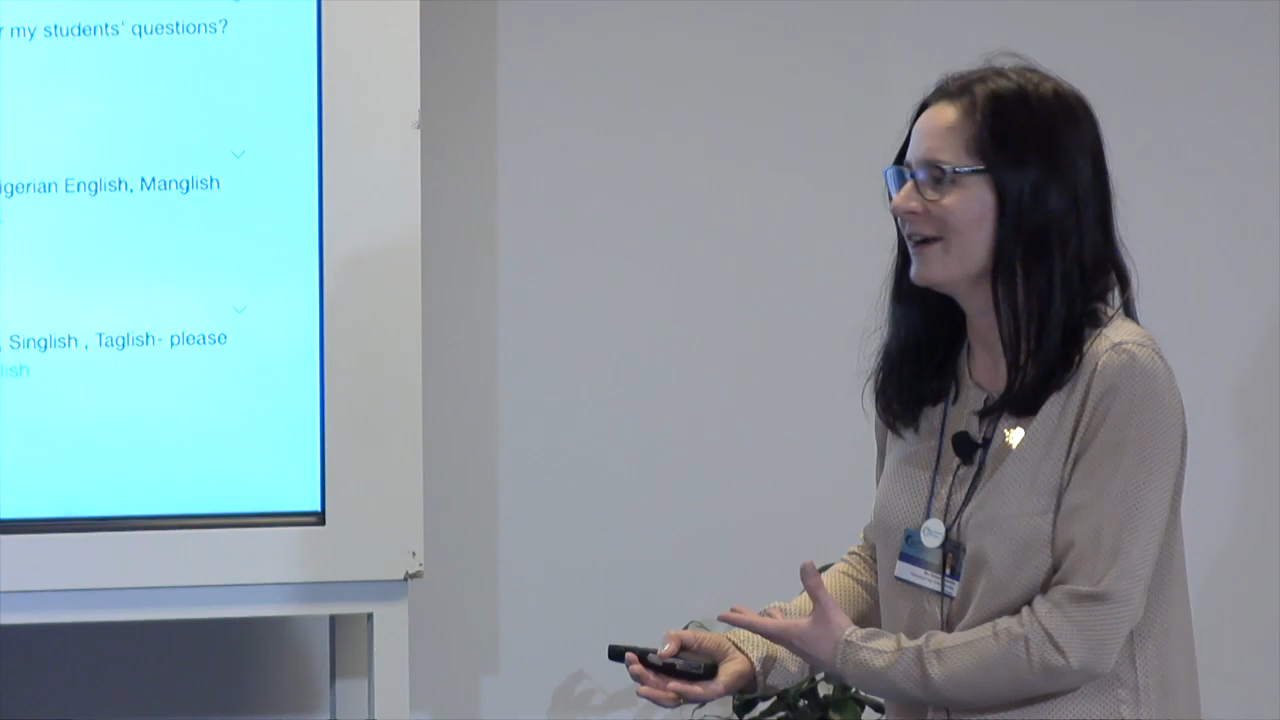 my students' questions?
igerian English, Manglish
, Singlish , Taglish- please
lish